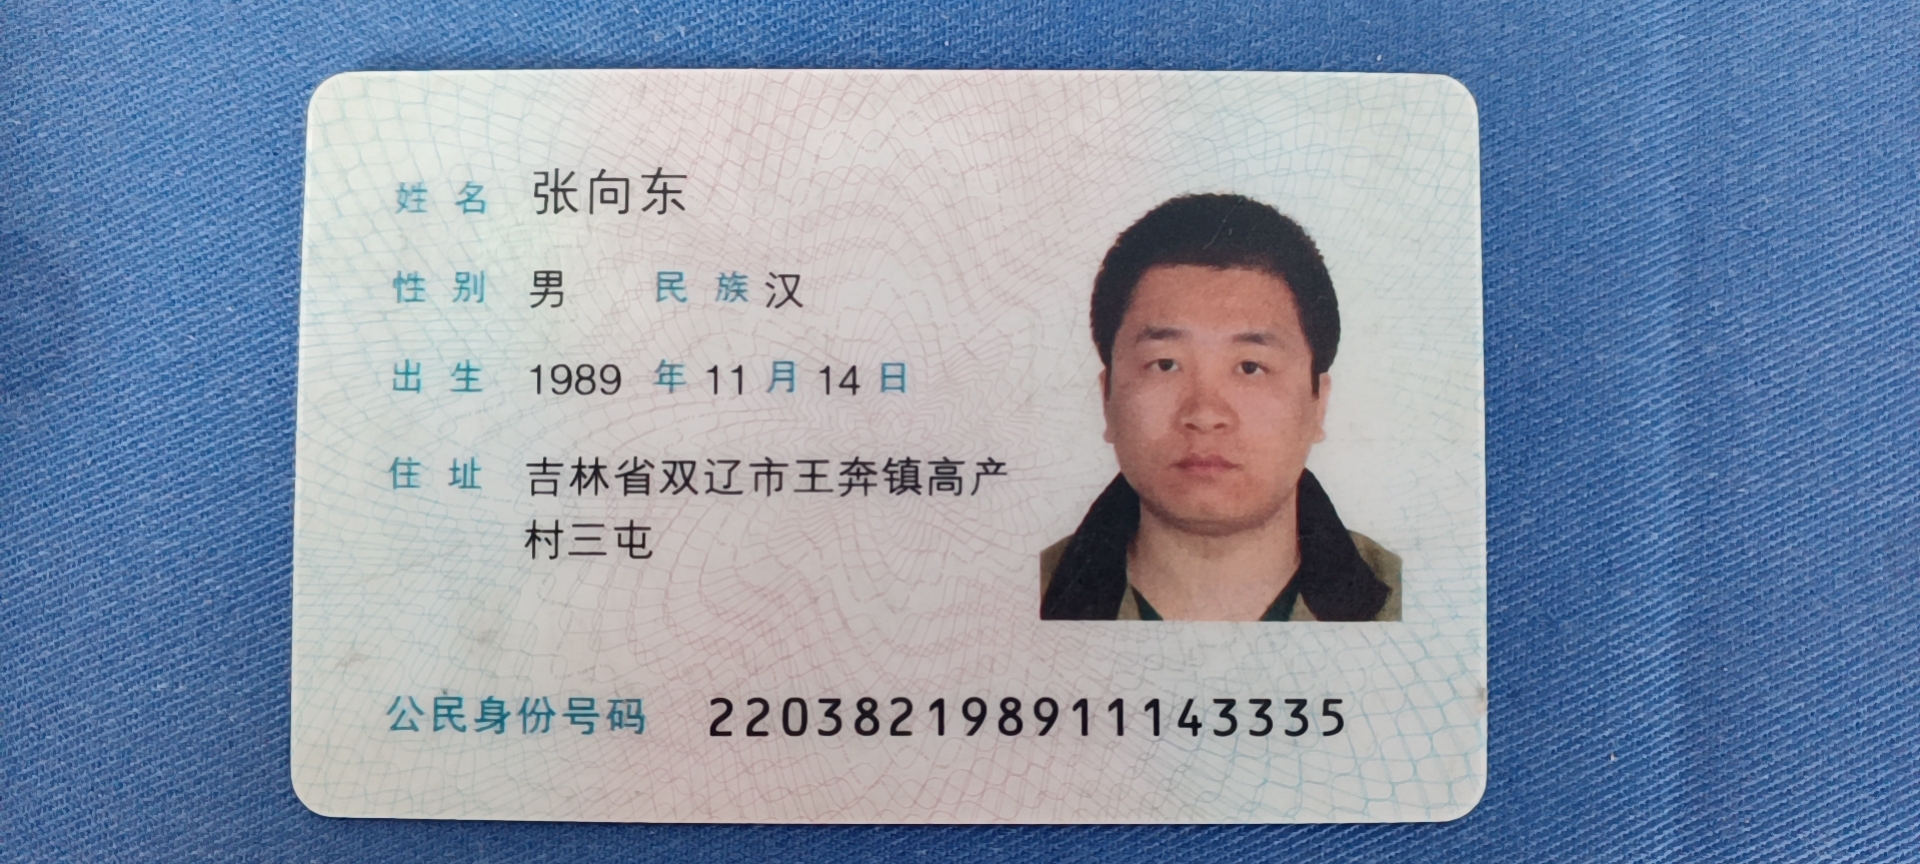 姓名 张向东
性别 男 民族 汉
出生 1989 年 11 月 14 日
住址 吉林省双辽市王奔镇高产
村三屯
公民身份号码 220382198911143335